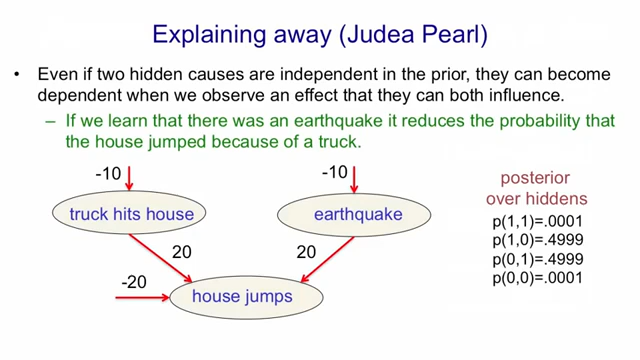 Explaining away (Judea Pearl)
• Even if two hidden causes are independent in the prior, they can become
dependent when we observe an effect that they can both influence.
– If we learn that there was an earthquake it reduces the probability that
the house jumped because of a truck.
-10
-10
truck hits house
earthquake
20
20
-20
house jumps
posterior
over hiddens
p(1,1)=.0001
p(1,0)=.4999
p(0,1)=.4999
p(0,0)=.0001